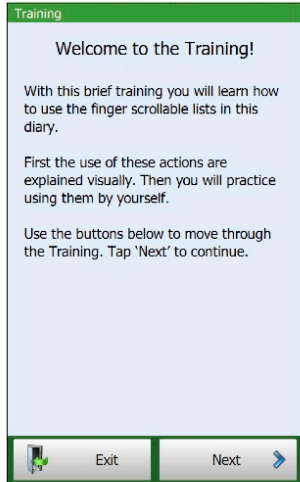 Training
Welcome to the Training!
With this brief training you will learn how
to use the finger scrollable lists in this
diary.
First the use of these actions are
explained visually. Then you will practice
using them by yourself.
Use the buttons below to move through
the Training. Tap ‘Next’ to continue.
Exit
Next